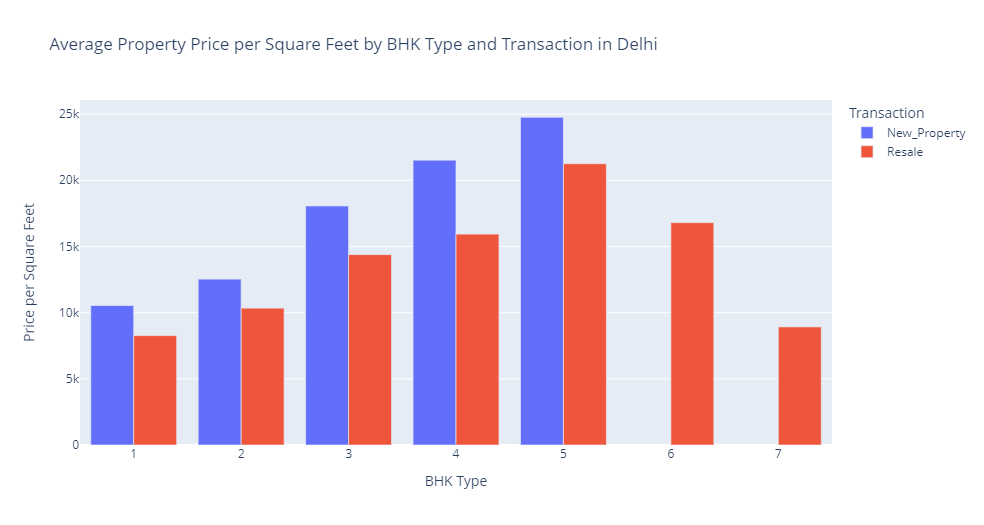 Average Property Price per Square Feet by BHK Type and Transaction in Delhi
Transaction
New_Property
Resale
Price per Square Feet
25k
20k
15k
10k
5k
0
1 2 3 4 5 6 7
BHK Type